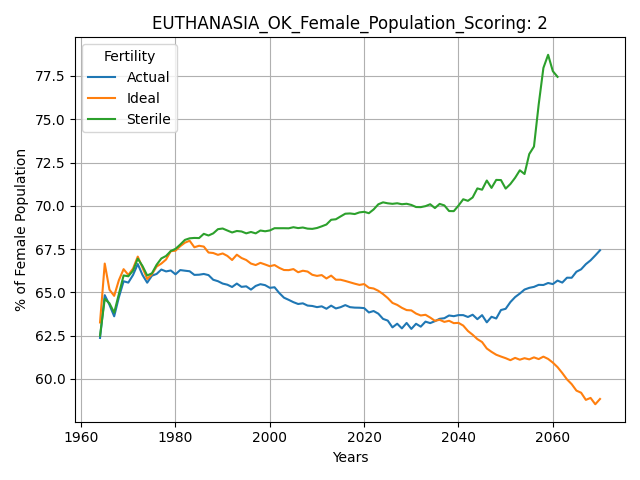 EUTHANASIA_OK_Female_Population_Scoring: 2
Fertility
Actual
Ideal
Sterile
% of Female Population
77.5
75.0
72.5
70.0
67.5
65.0
62.5
60.0
1960 1980 2000 2020 2040 2060
Years